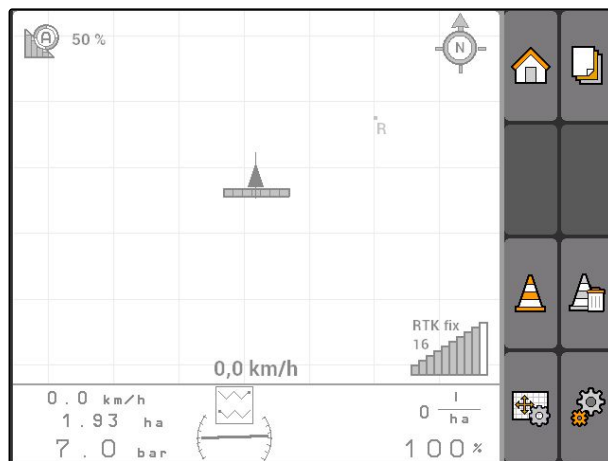 A 50 %
N
R
RTK fix
16
0,0 km/h
0.0 km/h
1.93 ha
7.0 bar
0 l
ha
100%